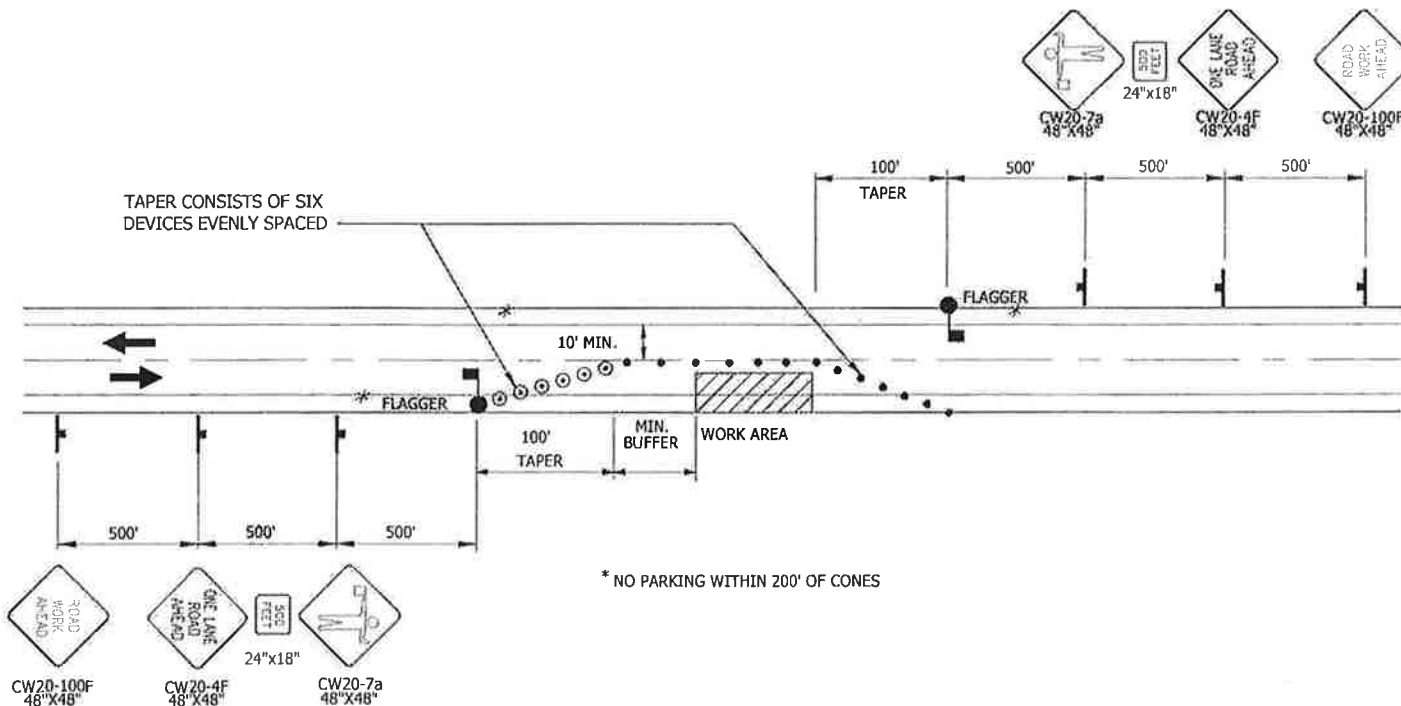 500
FEET
24"x18"
ONE LANE
ROAD
AHEAD
ROAD
WORK
AHEAD
CW20-7a
48"X48"
CW20-4F
48"X48"
CW20-100F
48"X48"
100'
500'
500'
500'
TAPER
TAPER CONSISTS OF SIX
DEVICES EVENLY SPACED
FLAGGER
*
*
10' MIN.
*
FLAGGER
100'
TAPER
MIN.
BUFFER
WORK AREA
500'
500'
500'
* NO PARKING WITHIN 200' OF CONES
ROAD
WORK
AHEAD
ONE LANE
ROAD
AHEAD
500
FEET
24"x18"
CW20-100F
48"X48"
CW20-4F
48"X48"
CW20-7a
48"X48"